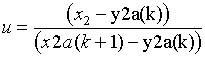 u = (x₂ − y2a(k)) / (x2a(k+1) − y2a(k))